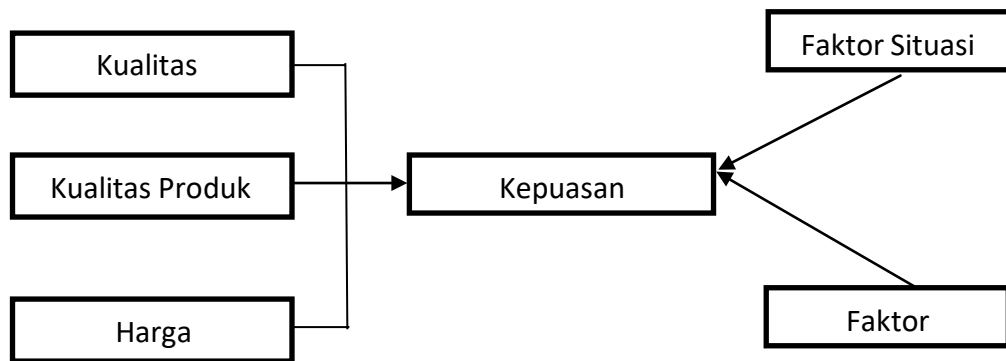 Kualitas
Kualitas Produk
Harga
Kepuasan
Faktor Situasi
Faktor